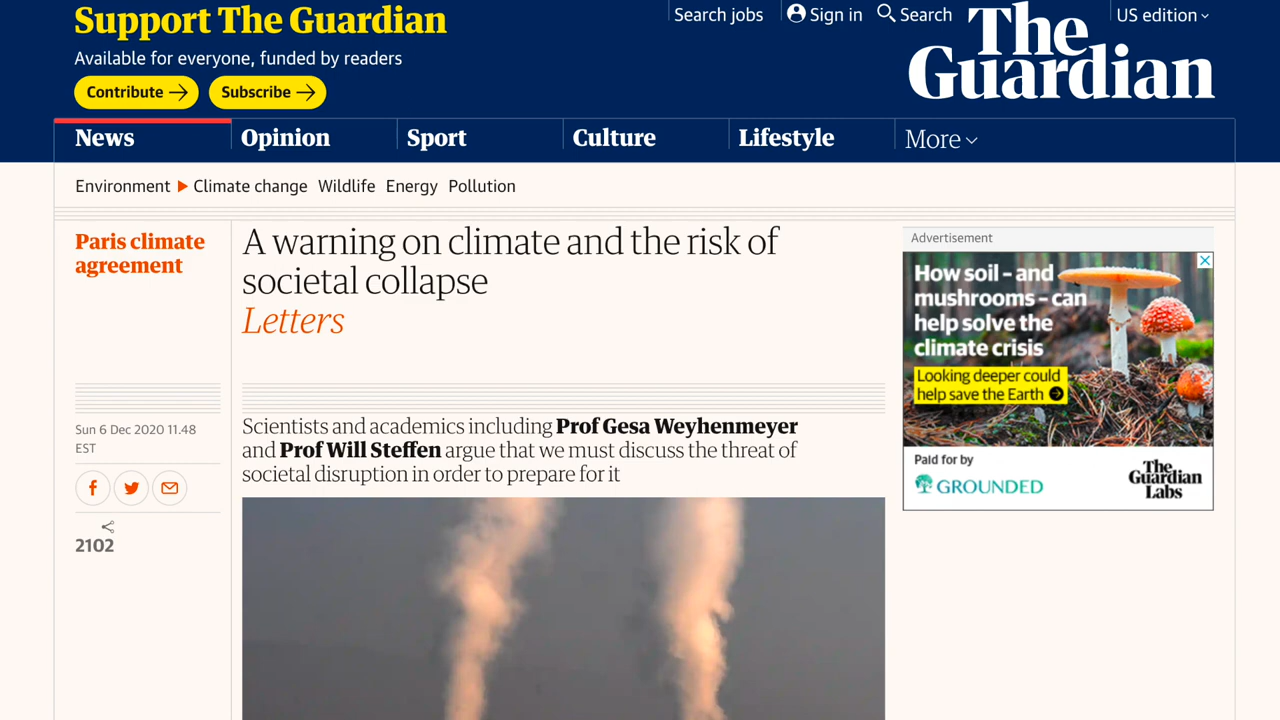 Support The Guardian
Available for everyone, funded by readers
Contribute
Subscribe
Search jobs
Sign in
Search
US edition
The
Guardian
News
Opinion
Sport
Culture
Lifestyle
More
Environment
Climate change
Wildlife
Energy
Pollution
Paris climate
agreement
A warning on climate and the risk of
societal collapse
Letters
Sun 6 Dec 2020 11.48
EST
2102
Scientists and academics including Prof Gesa Weyhenmeyer
and Prof Will Steffen argue that we must discuss the threat of
societal disruption in order to prepare for it
Advertisement
How soil – and
mushrooms – can
help solve the
climate crisis
Looking deeper could
help save the Earth
Paid for by
GROUNDED
The
Guardian
Labs